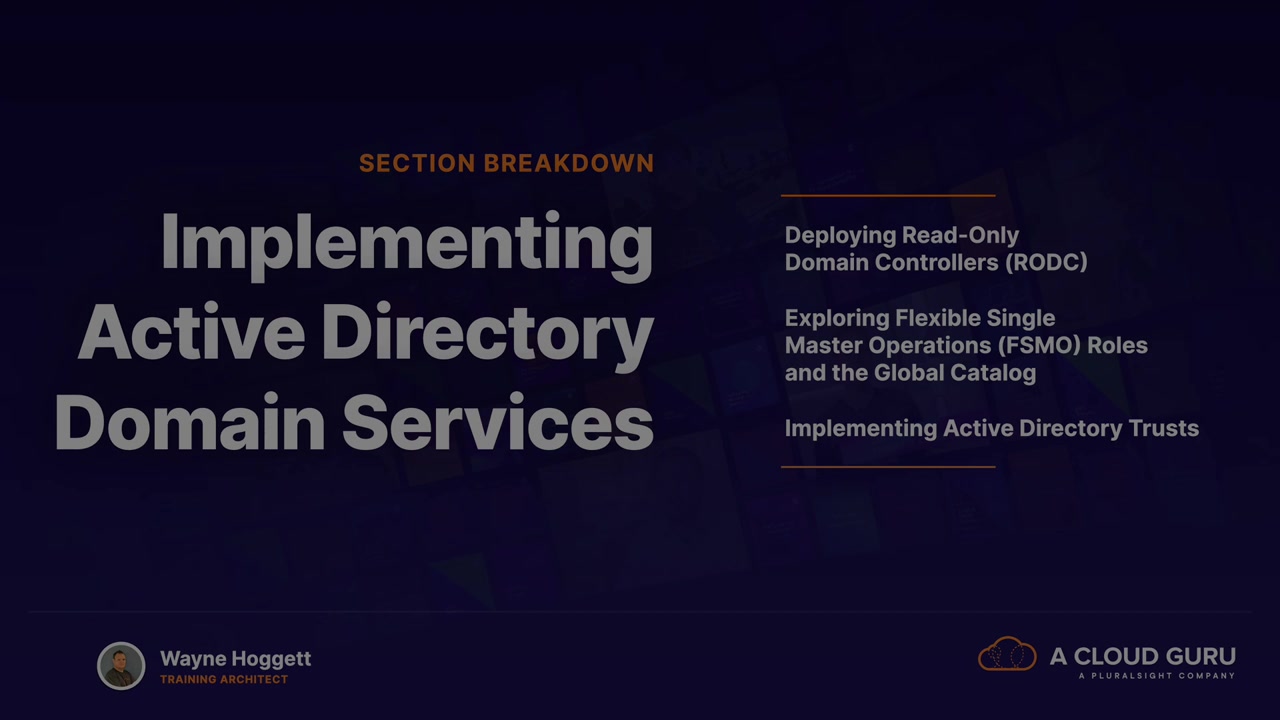 SECTION BREAKDOWN
Implementing
Active Directory
Domain Services
Deploying Read-Only
Domain Controllers (RODC)
Exploring Flexible Single
Master Operations (FSMO) Roles
and the Global Catalog
Implementing Active Directory Trusts
Wayne Hoggett
TRAINING ARCHITECT
A CLOUD GURU
A PLURALSIGHT COMPANY